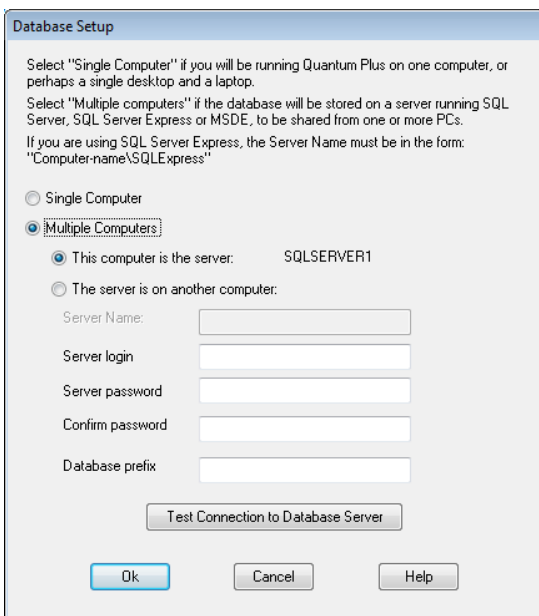 Database Setup
Select "Single Computer" if you will be running Quantum Plus on one computer, or
perhaps a single desktop and a laptop.
Select "Multiple computers" if the database will be stored on a server running SQL
Server, SQL Server Express or MSDE, to be shared from one or more PCs.
If you are using SQL Server Express, the Server Name must be in the form:
"Computer-name\SQLExpress"
Single Computer
Multiple Computers
This computer is the server: SQLSERVER1
The server is on another computer:
Server Name:
Server login
Server password
Confirm password
Database prefix
Test Connection to Database Server
Ok Cancel Help